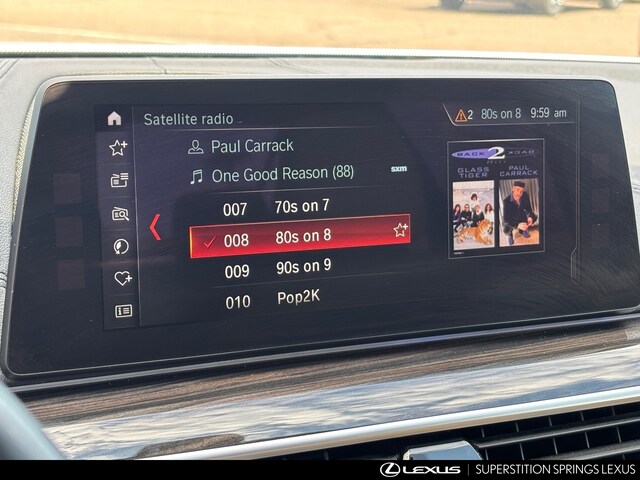 Satellite radio
2 80s on 8 9:59 am
Paul Carrack
One Good Reason (88) sxm
007 70s on 7
008 80s on 8
009 90s on 9
010 Pop2K
BACK 2 BACK
GLASS TIGER
PAUL CARRACK
LEXUS | SUPERSTITION SPRINGS LEXUS